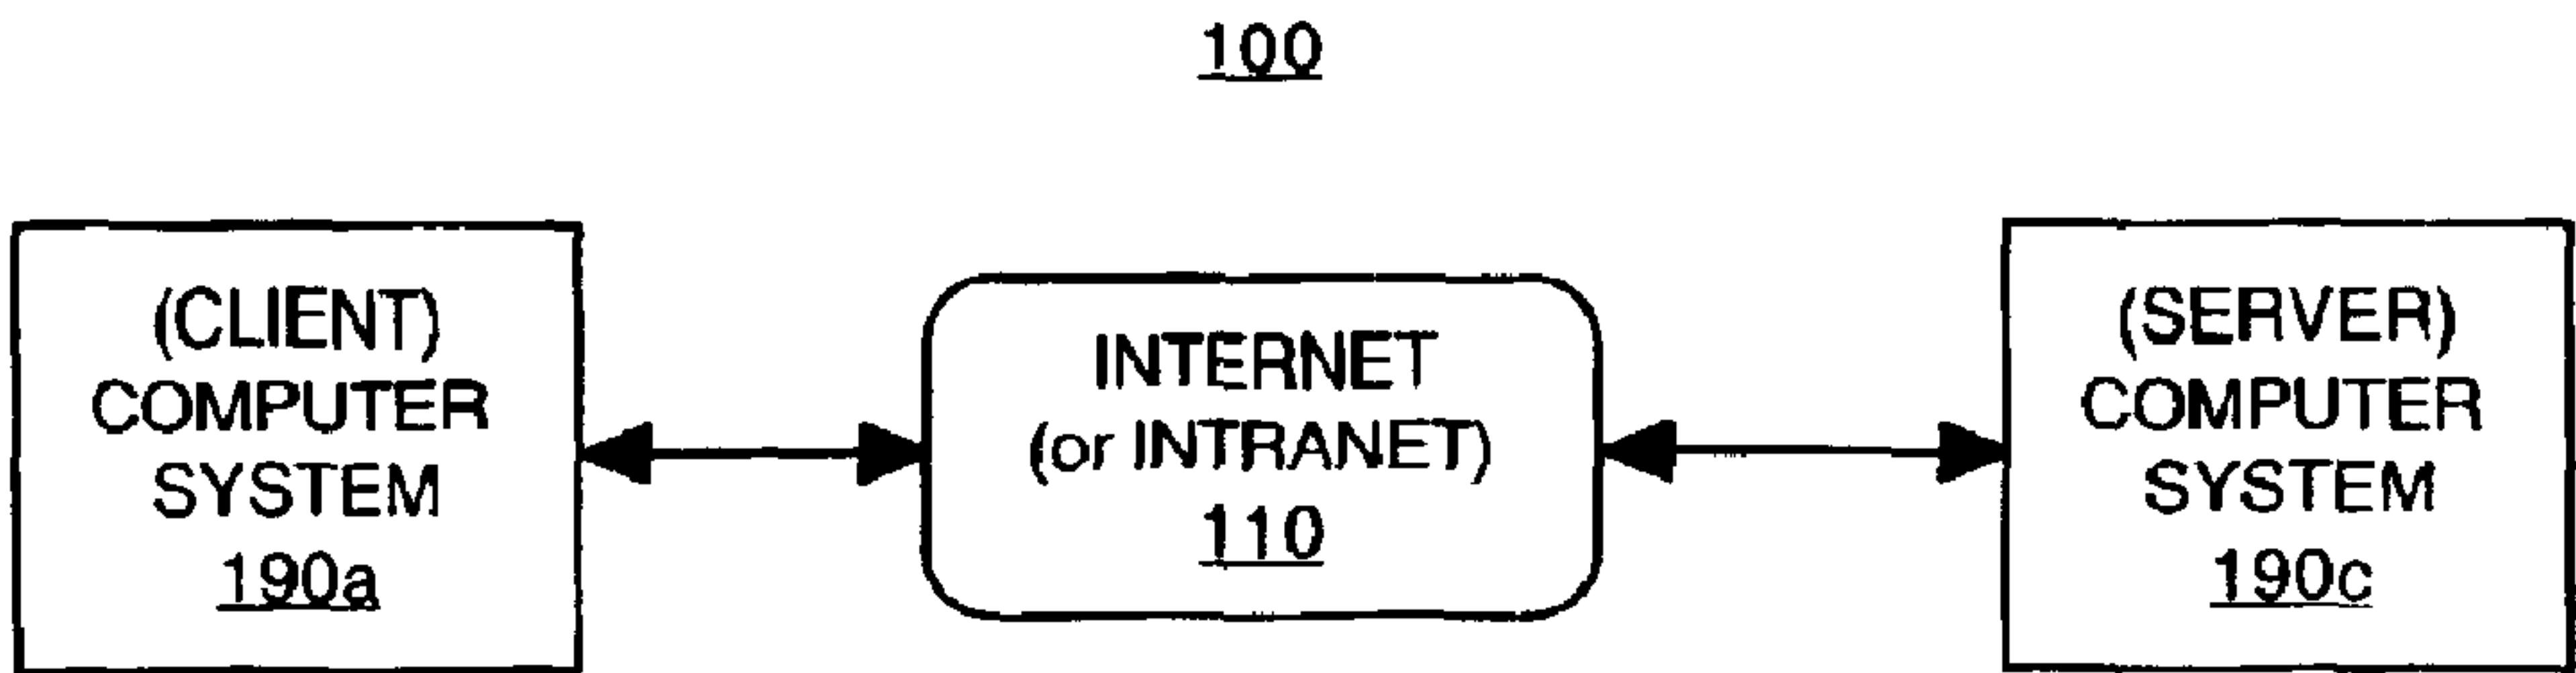 100
(CLIENT)
COMPUTER
SYSTEM
190a
INTERNET
(or INTRANET)
110
(SERVER)
COMPUTER
SYSTEM
190c